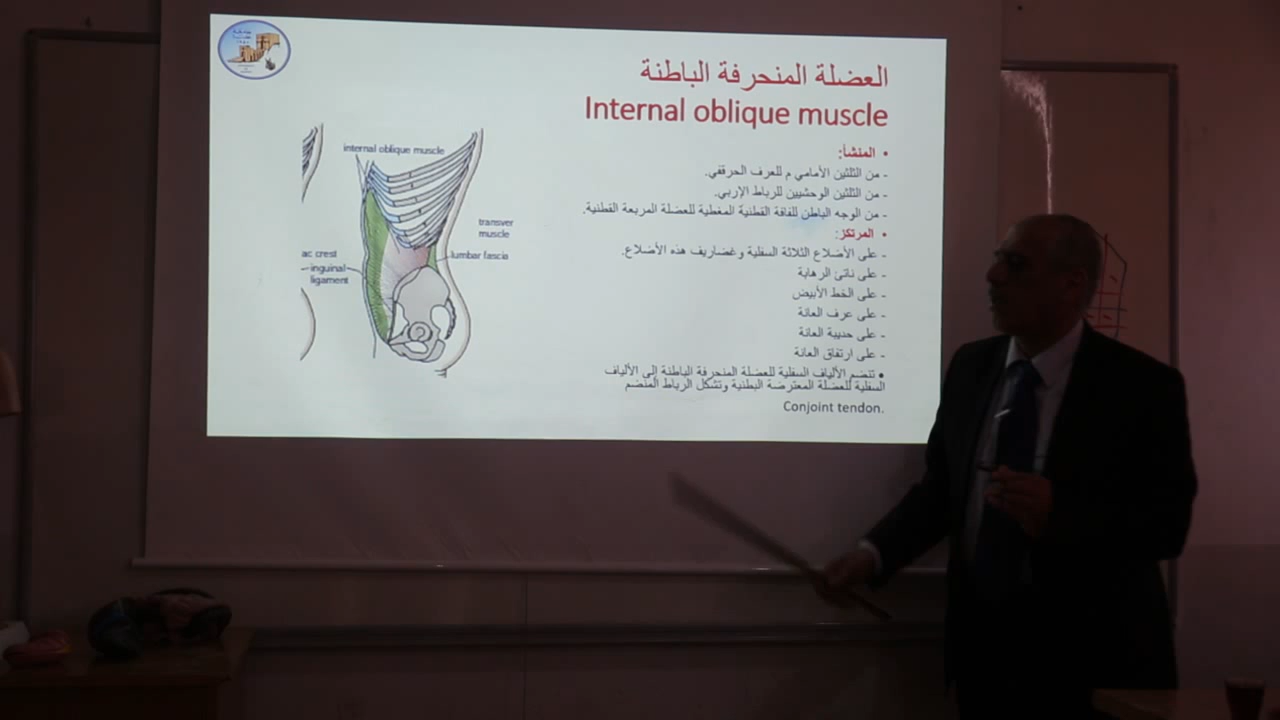 العضلة المنحرفة الباطنة
Internal oblique muscle
• المنشأ:
- من الثلثين الأمامي م للعرف الحرقفي.
- من الثلثين الوحشيين للرباط الإربي.
- من الوجه الباطن للفافة القطنية المغطية للعضلة المربعة القطنية.
• المرتكز:
- على الأضلاع الثلاثة السفلية وغضاريف هذه الأضلاع.
- على ناتئ الرهابة
- على الخط الأبيض
- على عرف العانة
- على حديبة العانة
- على ارتفاق العانة
• تنضم الألياف السفلية للعضلة المنحرفة الباطنة إلى الألياف
السفلية للعضلة المعترضة البطنية وتشكل الرباط المنضم
Conjoint tendon.
internal oblique muscle
transver
muscle
lumbar fascia
ac crest
inguinal
ligament